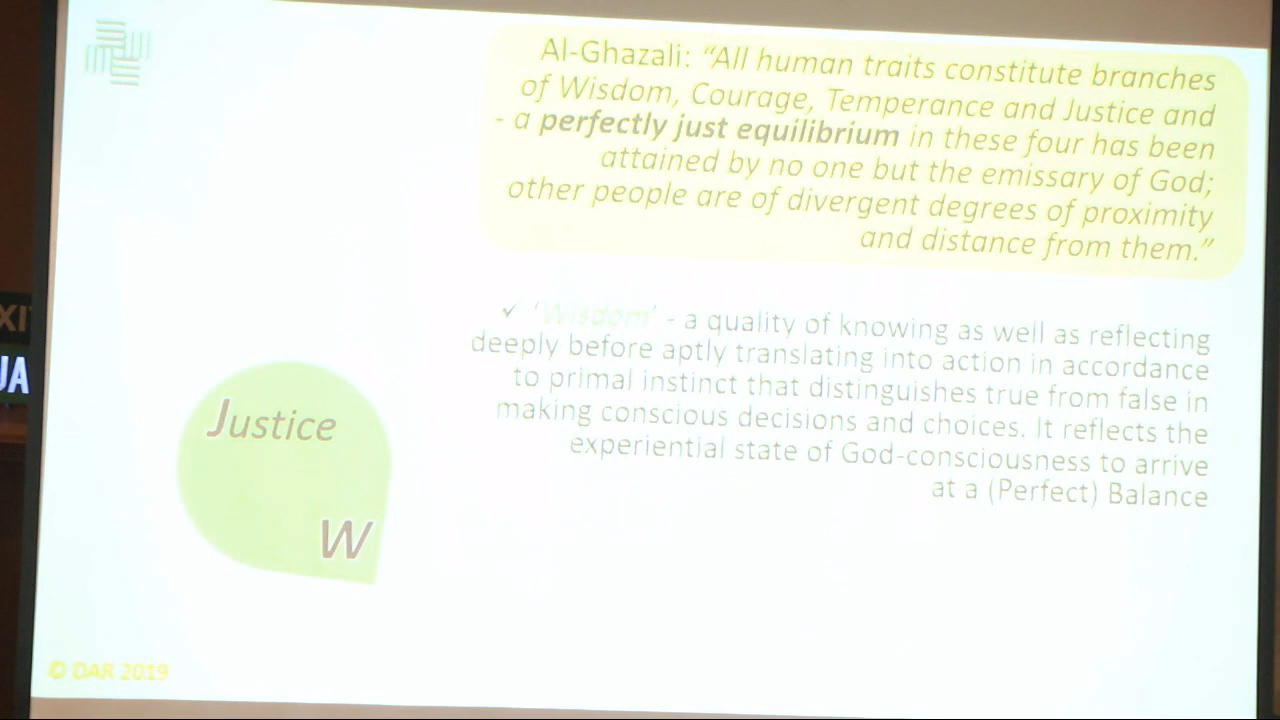 Al-Ghazali: “All human traits constitute branches
of Wisdom, Courage, Temperance and Justice and
- a perfectly just equilibrium in these four has been
attained by no one but the emissary of God;
other people are of divergent degrees of proximity
and distance from them.”
✓ ‘Wisdom’ - a quality of knowing as well as reflecting
deeply before aptly translating into action in accordance
to primal instinct that distinguishes true from false in
making conscious decisions and choices. It reflects the
experiential state of God-consciousness to arrive
at a (Perfect) Balance
Justice
W
© DAR 2019
XI
UA